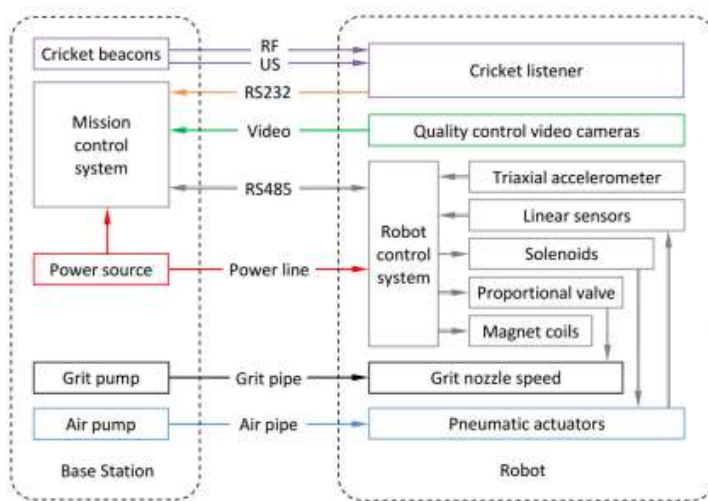 Cricket beacons
RF
US
Cricket listener
RS232
Mission
control
system
Video
Quality control video cameras
RS485
Triaxial accelerometer
Linear sensors
Robot
control
system
Solenoids
Power source
Power line
Proportional valve
Magnet coils
Grit pump
Grit pipe
Grit nozzle speed
Air pump
Air pipe
Pneumatic actuators
Base Station
Robot